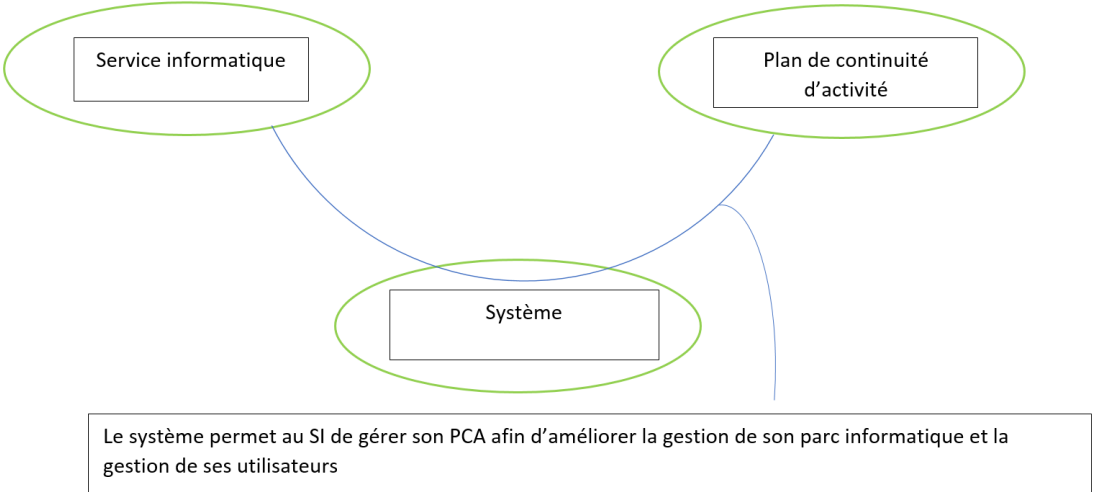 Service informatique
Plan de continuité
d’activité
Système
Le système permet au SI de gérer son PCA afin d’améliorer la gestion de son parc informatique et la
gestion de ses utilisateurs